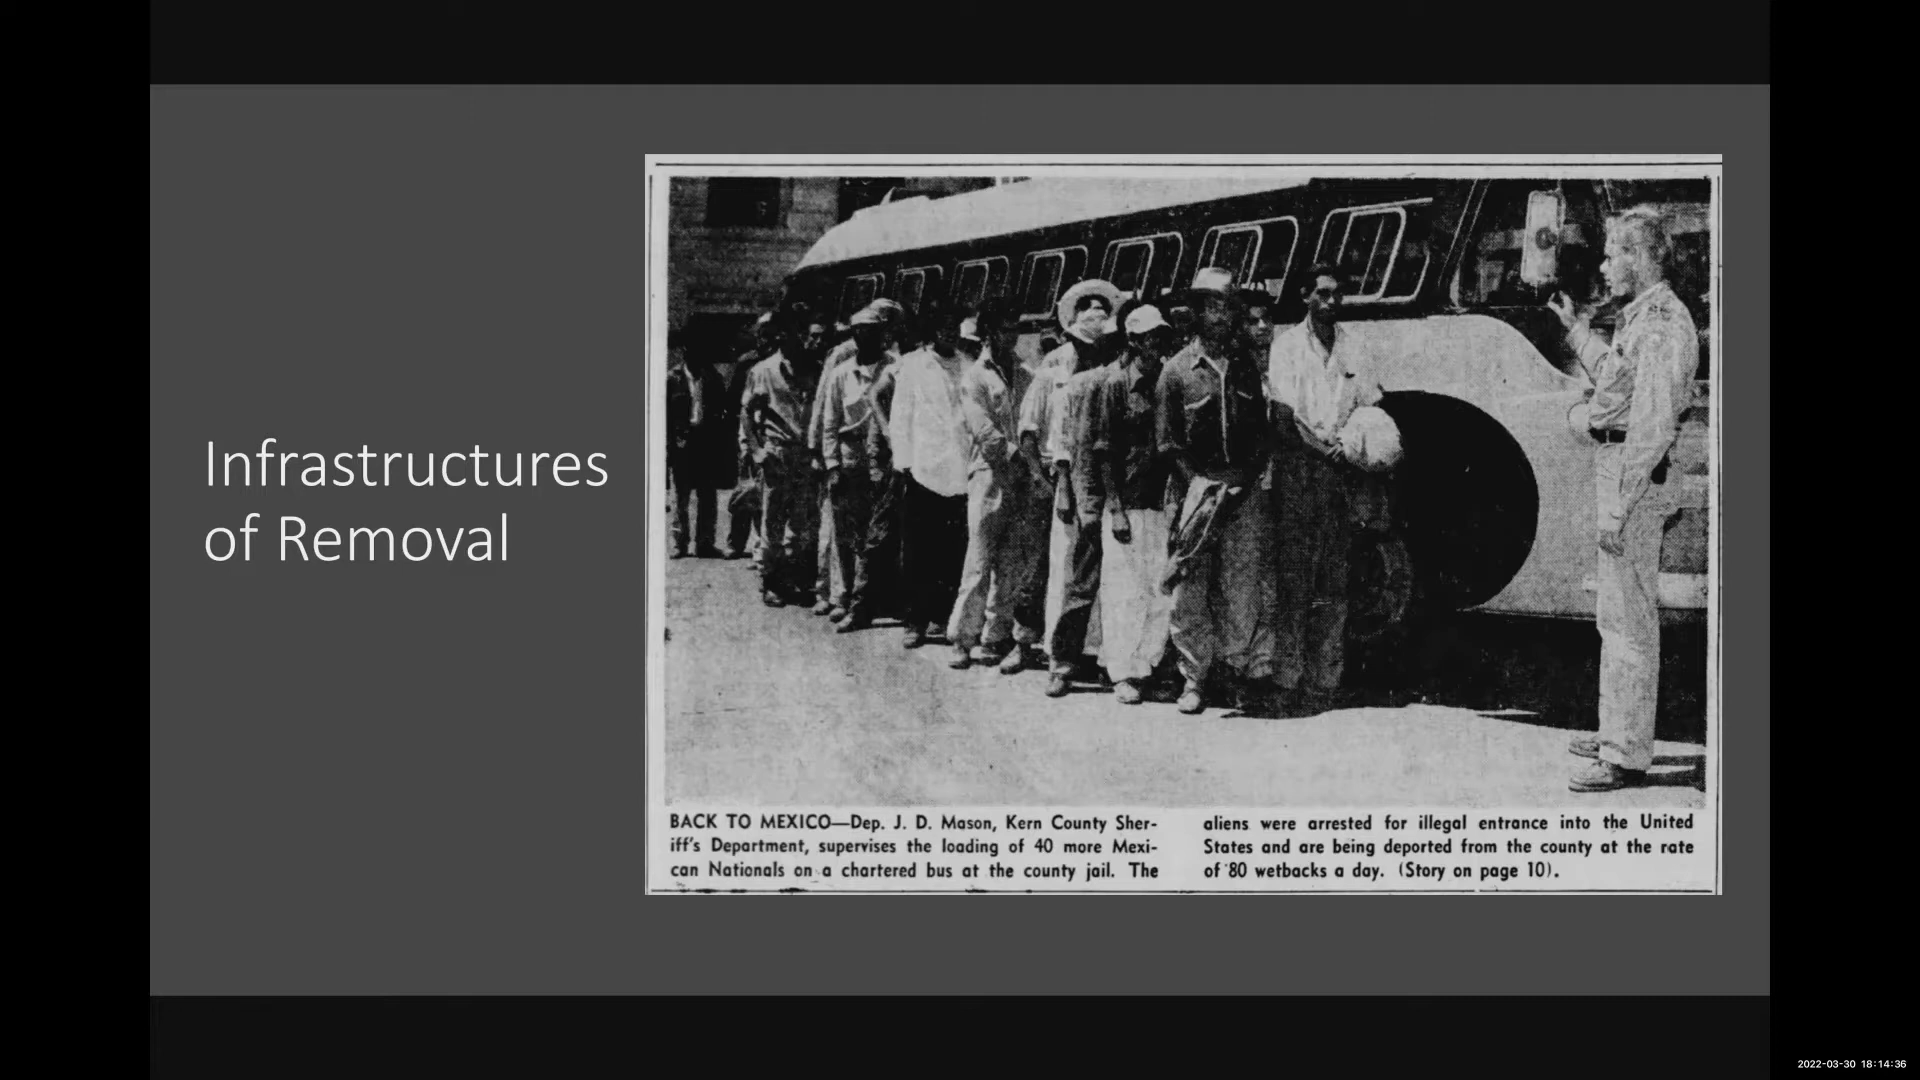 Infrastructures
of Removal
BACK TO MEXICO—Dep. J. D. Mason, Kern County Sher-
iff's Department, supervises the loading of 40 more Mexi-
can Nationals on a chartered bus at the county jail. The
aliens were arrested for illegal entrance into the United
States and are being deported from the county at the rate
of 80 wetbacks a day. (Story on page 10).
2022-03-30 18:14:36